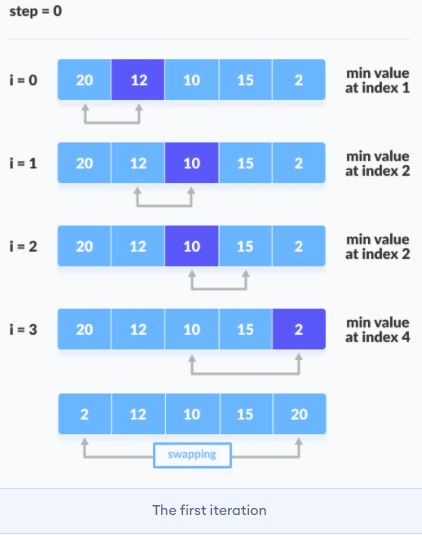 step = 0
i = 0 20 12 10 15 2 min value
at index 1
i = 1 20 12 10 15 2 min value
at index 2
i = 2 20 12 10 15 2 min value
at index 2
i = 3 20 12 10 15 2 min value
at index 4
2 12 10 15 20
swapping
The first iteration